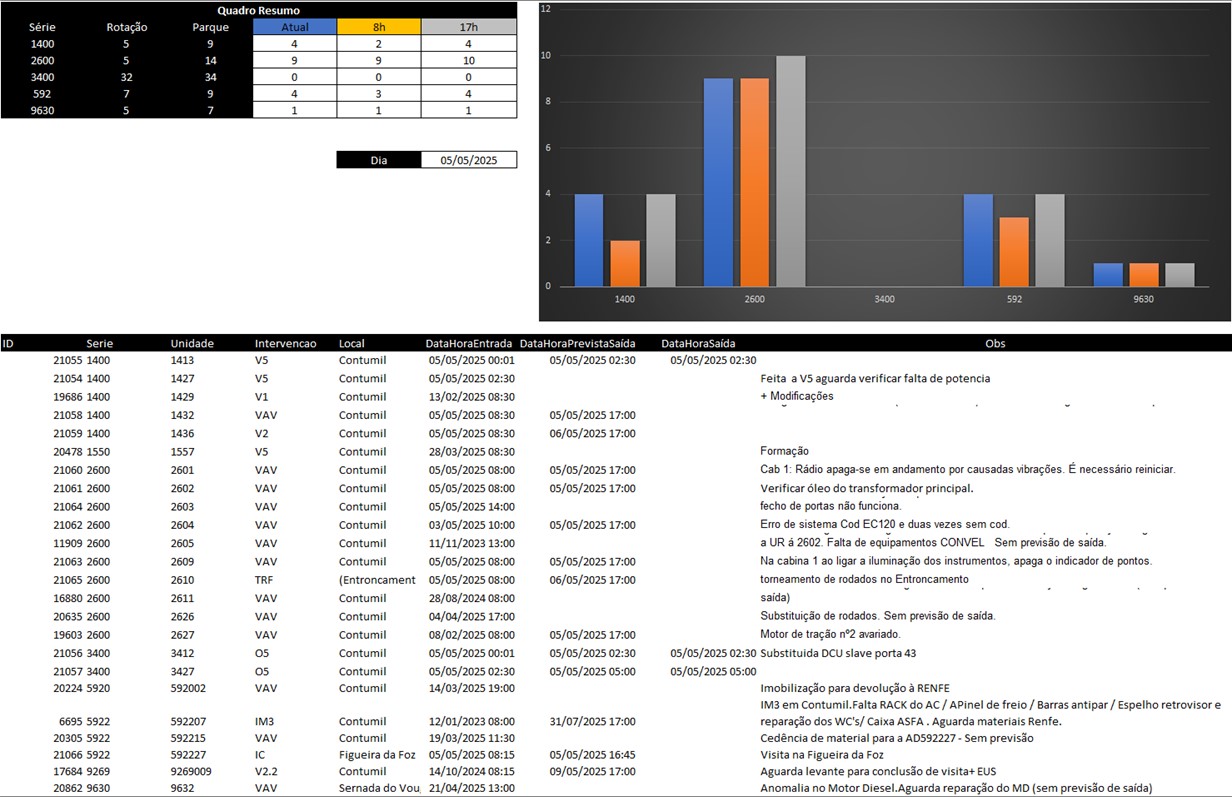 Quadro Resumo
Série Rotação Parque Atual 8h 17h
1400 5 9 4 2 4
2600 5 14 9 9 10
3400 32 34 0 0 0
592 7 9 4 3 4
9630 5 7 1 1 1
Dia 05/05/2025
12
10
8
6
4
2
0
1400 2600 3400 592 9630
ID Serie Unidade Intervencao Local DataHoraEntrada DataHoraPrevistaSaída DataHoraSaída Obs
21055 1400 1413 V5 Contumil 05/05/2025 00:01 05/05/2025 02:30 05/05/2025 02:30
21054 1400 1427 V5 Contumil 05/05/2025 02:30 Feita a V5 aguarda verificar falta de potencia
19686 1400 1429 V1 Contumil 13/02/2025 08:30 + Modificações
21058 1400 1432 VAV Contumil 05/05/2025 08:30 05/05/2025 17:00
21059 1400 1436 V2 Contumil 05/05/2025 08:30 06/05/2025 17:00
20478 1550 1557 V5 Contumil 28/03/2025 08:30 Formação
21060 2600 2601 VAV Contumil 05/05/2025 08:00 05/05/2025 17:00 Cab 1: Rádio apaga-se em andamento por causadas vibrações. É necessário reiniciar.
21061 2600 2602 VAV Contumil 05/05/2025 08:00 05/05/2025 17:00 Verificar óleo do transformador principal.
21064 2600 2603 VAV Contumil 05/05/2025 14:00 fecho de portas não funciona.
21062 2600 2604 VAV Contumil 03/05/2025 10:00 05/05/2025 17:00 Erro de sistema Cod EC120 e duas vezes sem cod.
11909 2600 2605 VAV Contumil 11/11/2023 13:00 a UR á 2602. Falta de equipamentos CONVEL Sem previsão de saída.
21063 2600 2609 VAV Contumil 05/05/2025 08:00 05/05/2025 17:00 Na cabina 1 ao ligar a iluminação dos instrumentos, apaga o indicador de pontos.
21065 2600 2610 TRF (Entroncament 05/05/2025 08:00 06/05/2025 17:00 torneamento de rodados no Entroncamento
16880 2600 2611 VAV Contumil 28/08/2024 08:00 saída)
20635 2600 2626 VAV Contumil 04/04/2025 17:00 Substituição de rodados. Sem previsão de saída.
19603 2600 2627 VAV Contumil 08/02/2025 08:00 05/05/2025 17:00 Motor de tração nº2 avariado.
21056 3400 3412 O5 Contumil 05/05/2025 00:01 05/05/2025 02:30 05/05/2025 02:30 Substituida DCU slave porta 43
21057 3400 3427 O5 Contumil 05/05/2025 02:30 05/05/2025 05:00 05/05/2025 05:00
20224 5920 592002 VAV Contumil 14/03/2025 19:00 Imobilização para devolução à RENFE
IM3 em Contumil.Falta RACK do AC / APinel de freio / Barras antipar / Espelho retrovisor e
6695 5922 592207 IM3 Contumil 12/01/2023 08:00 31/07/2025 17:00 reparação dos WC's/ Caixa ASFA . Aguarda materiais Renfe.
20305 5922 592215 VAV Contumil 19/03/2025 11:30 Cedência de material para a AD592227 - Sem previsão
21066 5922 592227 IC Figueira da Foz 05/05/2025 08:15 05/05/2025 16:45 Visita na Figueira da Foz
17684 9269 9269009 V2.2 Contumil 14/10/2024 08:15 09/05/2025 17:00 Aguarda levante para conclusão de visita+ EUS
20862 9630 9632 VAV Sernada do Vou 21/04/2025 13:00 Anomalia no Motor Diesel.Aguarda reparação do MD (sem previsão de saída)